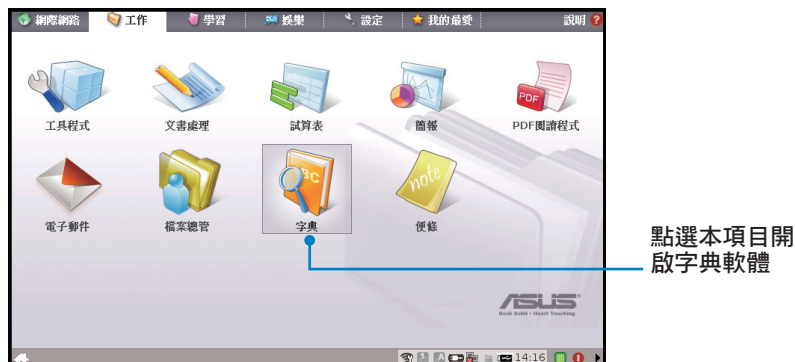 網際網路 工作 學習 娛樂 設定 我的最愛 說明
工具程式 文書處理 試算表 簡報 PDF閱讀程式
PDF
電子郵件 檔案總管 字典 便條
ABC
note
點選本項目開
啟字典軟體
ASUS
Rock Solid • Heart Touching
14:16